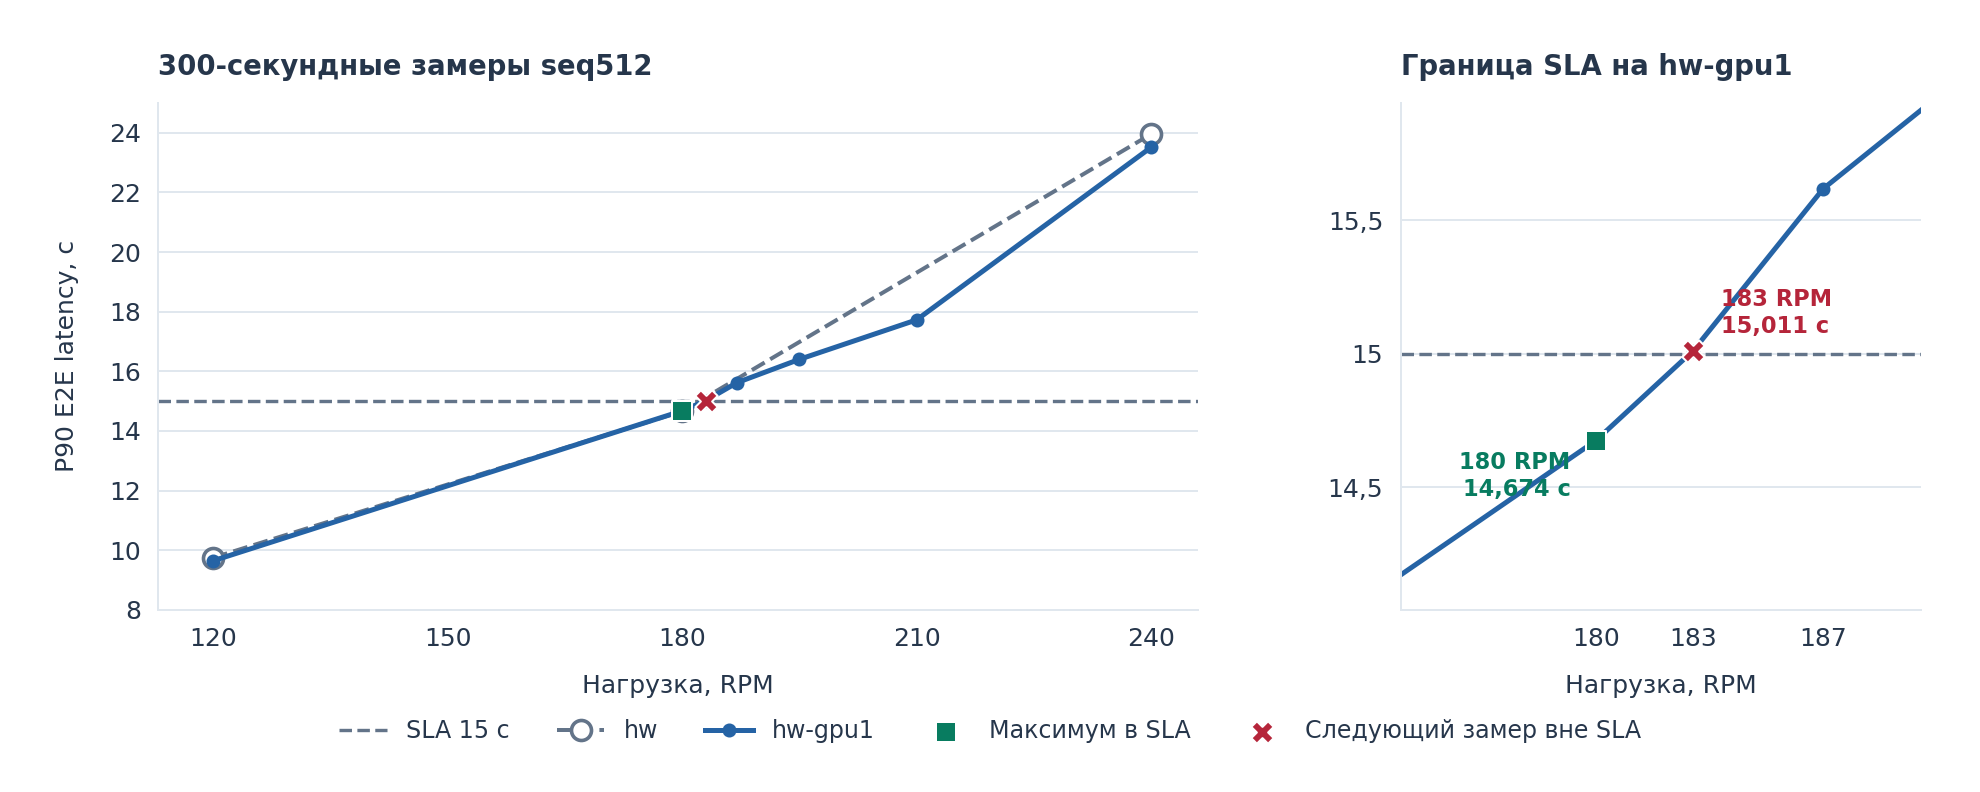 300-секундные замеры seq512
P90 E2E latency, с
24
22
20
18
16
14
12
10
8
120 150 180 210 240
Нагрузка, RPM
Граница SLA на hw-gpu1
15,5
15
14,5
183 RPM
15,011 с
180 RPM
14,674 с
180 183 187
Нагрузка, RPM
SLA 15 с hw hw-gpu1 Максимум в SLA Следующий замер вне SLA